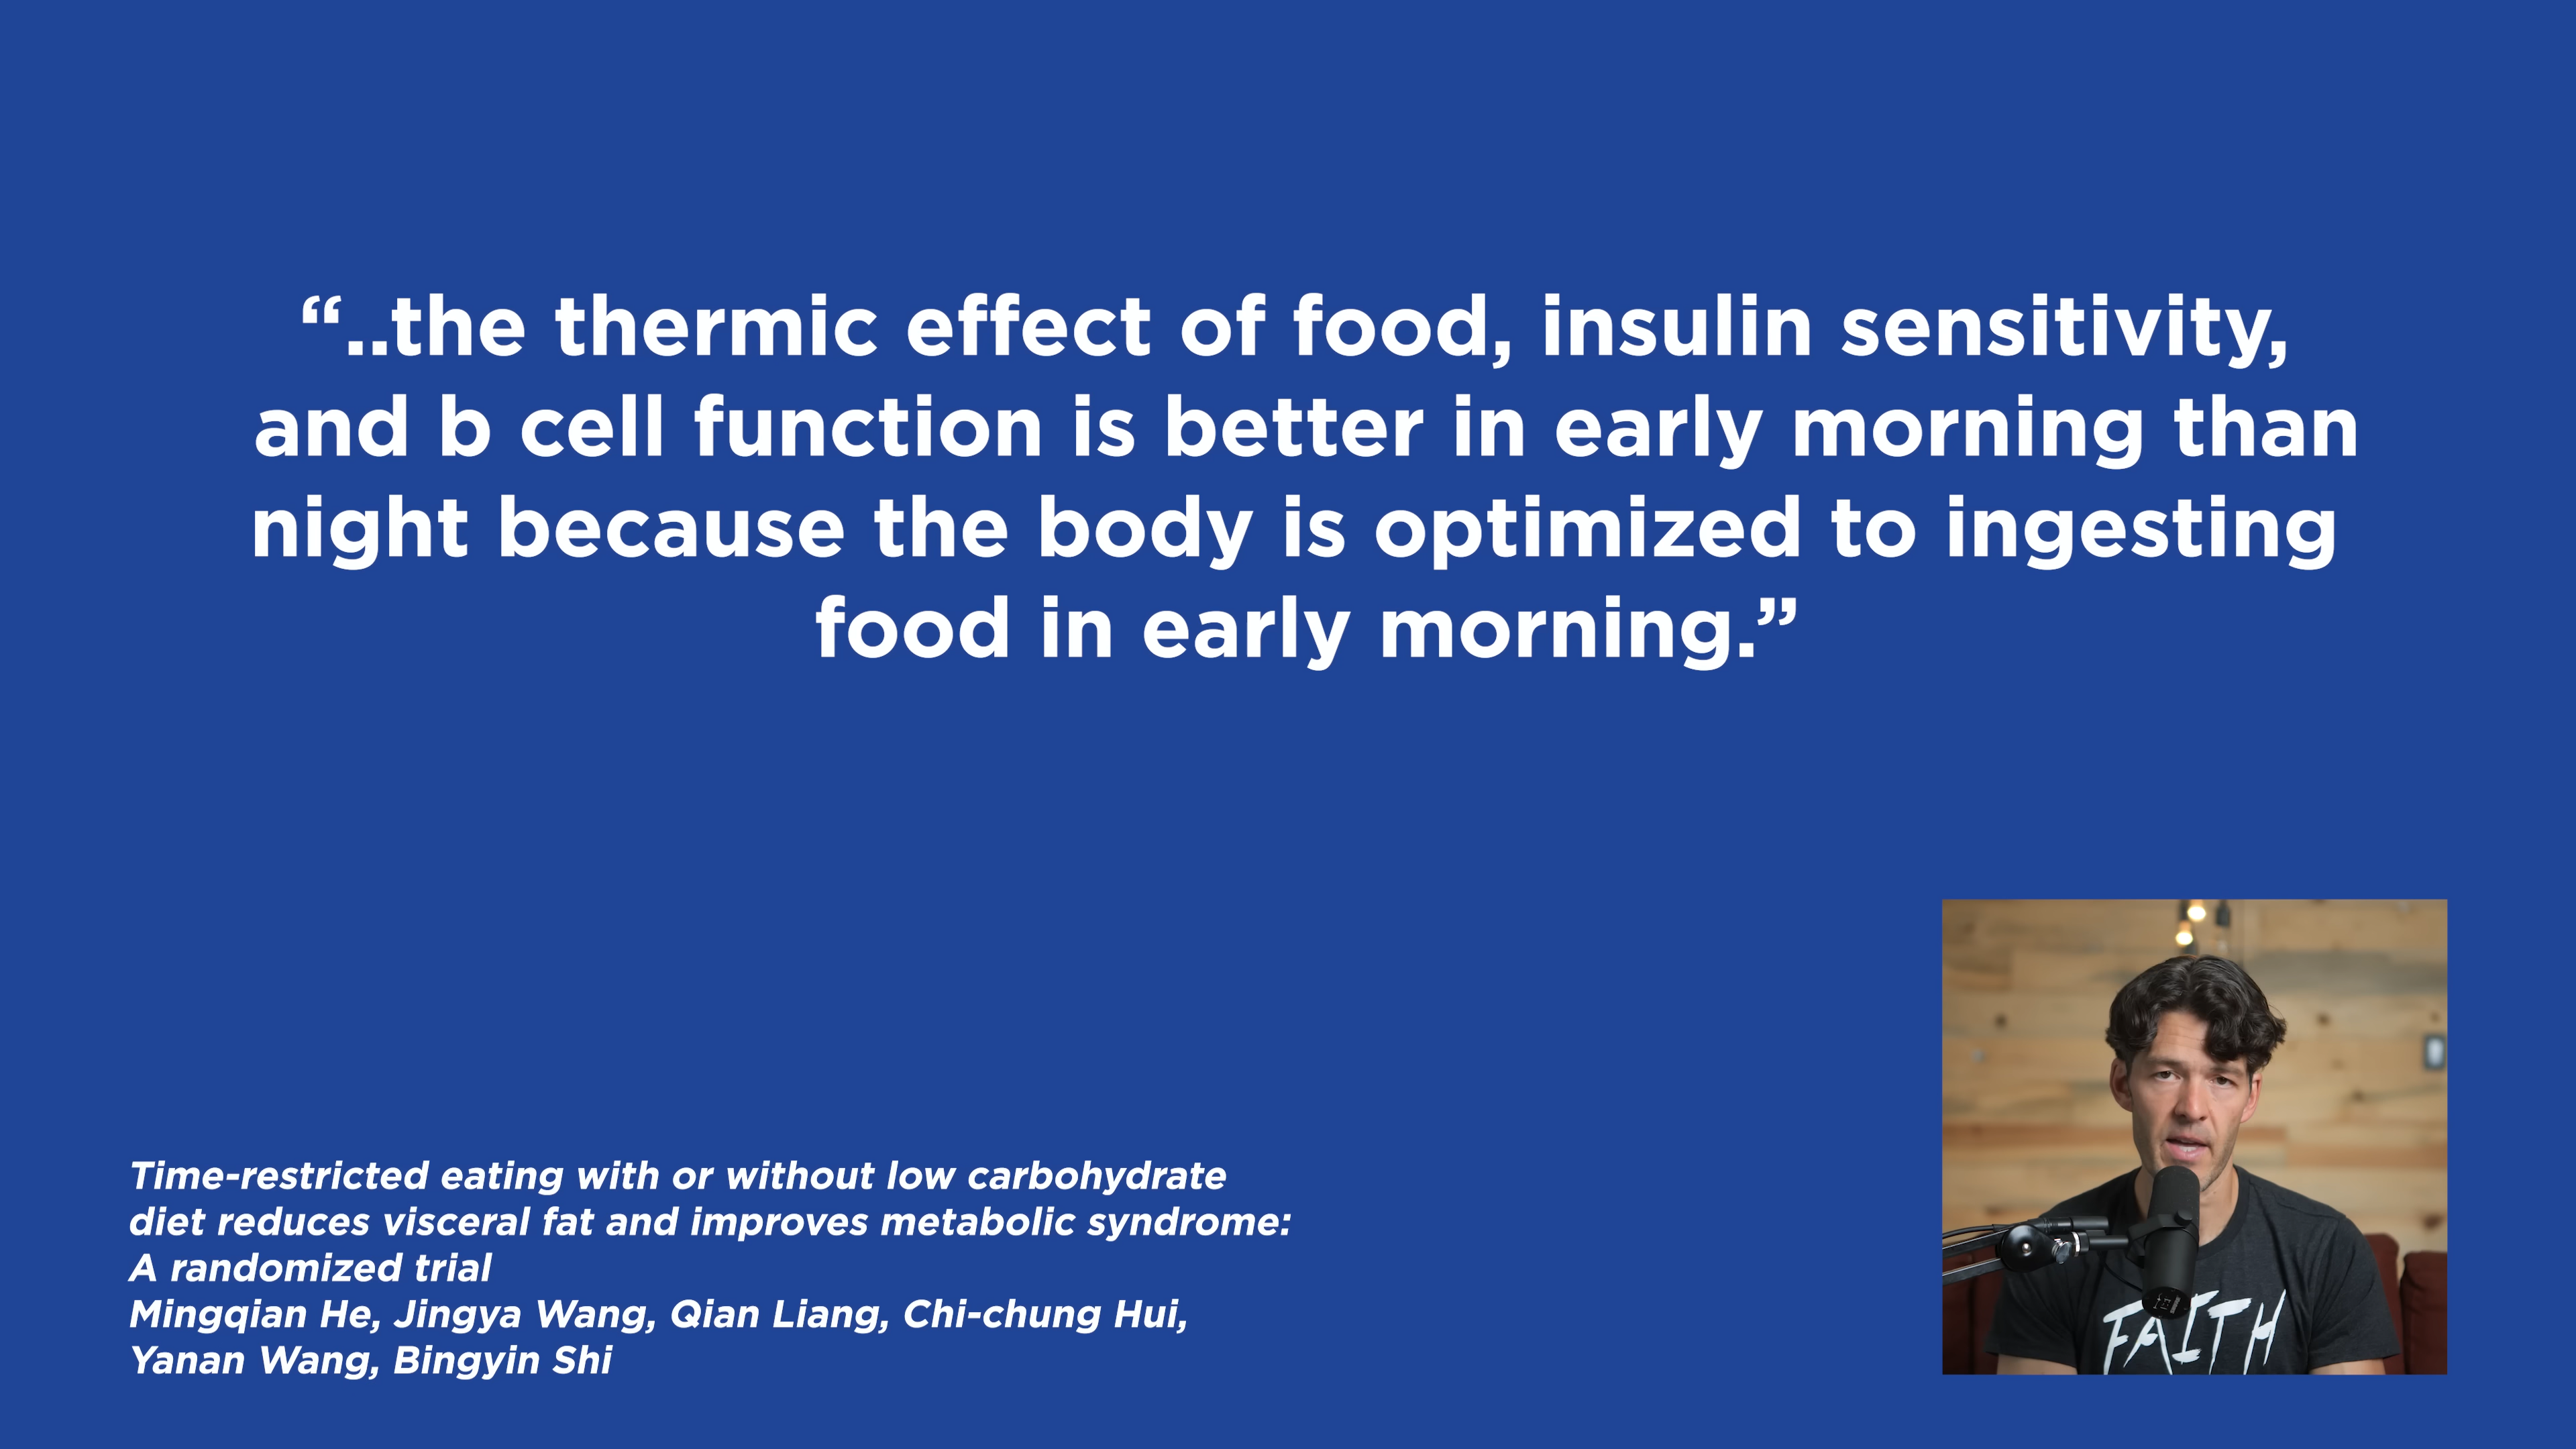 “..the thermic effect of food, insulin sensitivity,
and b cell function is better in early morning than
night because the body is optimized to ingesting
food in early morning.”
Time-restricted eating with or without low carbohydrate
diet reduces visceral fat and improves metabolic syndrome:
A randomized trial
Mingqian He, Jingya Wang, Qian Liang, Chi-chung Hui,
Yanan Wang, Bingyin Shi
FAITH